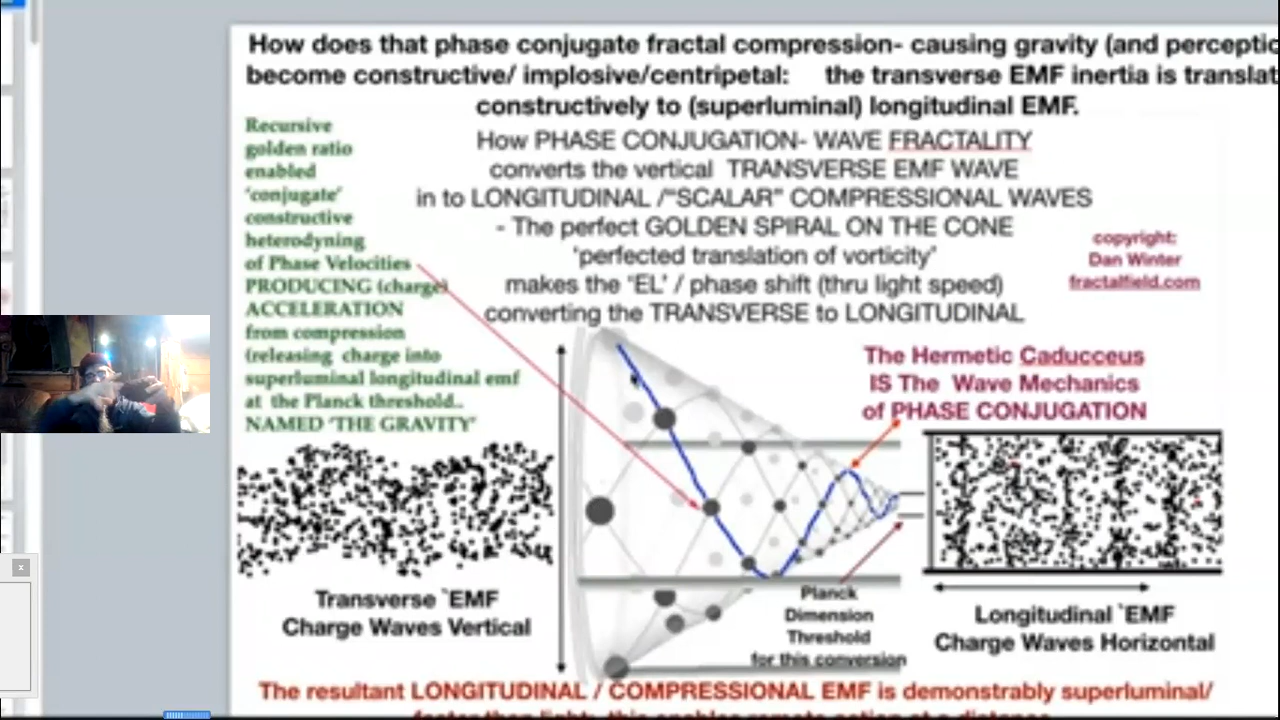 How does that phase conjugate fractal compression- causing gravity (and
become constructive/ implosive/centripetal: the transverse EMF inertia is
constructively to (superluminal) longitudinal EMF.
Recursive
golden ratio
enabled
'conjugate'
constructive
heterodyning
of Phase Velocities
PRODUCING (charge)
ACCELERATION
from compression
(releasing charge into
superluminal longitudinal emf
at the Planck threshold..
NAMED 'THE GRAVITY'
How PHASE CONJUGATION- WAVE FRACTALITY
converts the vertical TRANSVERSE EMF WAVE
in to LONGITUDINAL /"SCALAR" COMPRESSIONAL WAVES
- The perfect GOLDEN SPIRAL ON THE CONE
'perfected translation of vorticity'
makes the 'EL' / phase shift (thru light speed)
converting the TRANSVERSE to LONGITUDINAL
copyright:
Dan Winter
fractalfield.com
The Hermetic Caducceus
IS The Wave Mechanics
of PHASE CONJUGATION
Transverse `EMF
Charge Waves Vertical
Planck
Dimension
Threshold
for this conversion
Longitudinal `EMF
Charge Waves Horizontal
The resultant LONGITUDINAL / COMPRESSIONAL EMF is demonstrably superluminal/
x